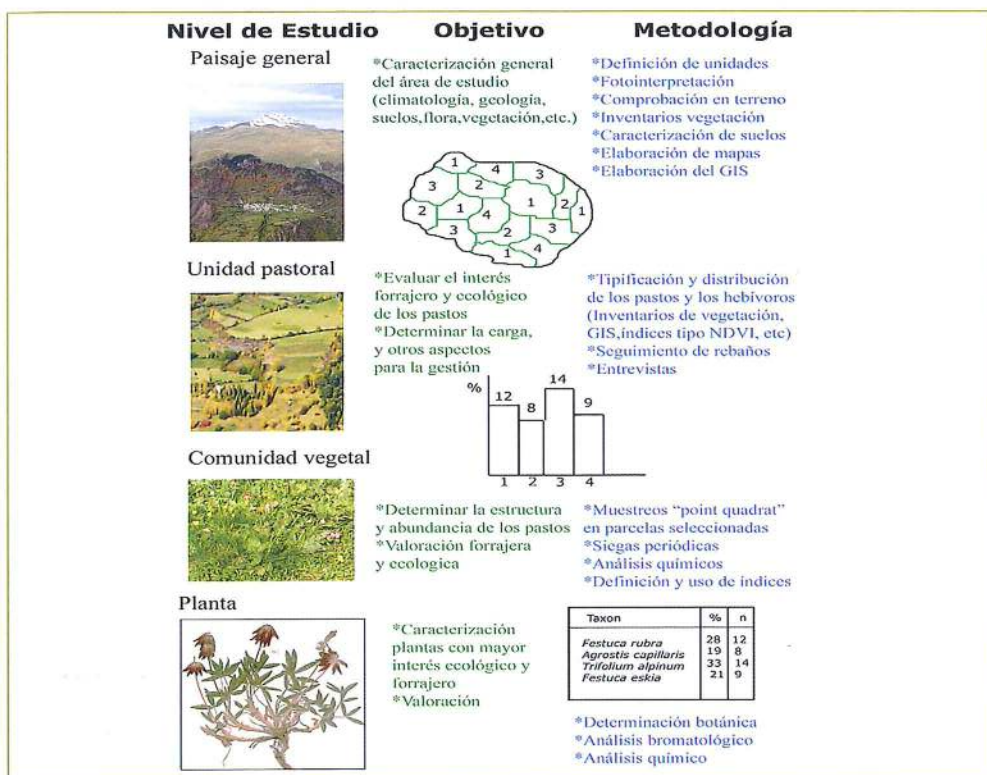 Nivel de Estudio
Objetivo
Metodología
Paisaje general
*Caracterización general
del área de estudio
(climatología, geología,
suelos,flora,vegetación,etc.)
*Definición de unidades
*Fotointerpretación
*Comprobación en terreno
*Inventarios vegetación
*Caracterización de suelos
*Elaboración de mapas
*Elaboración del GIS
1 4 3
3 2 1 2 1
2 1 4 3
3 2 4
1
Unidad pastoral
*Evaluar el interés
forrajero y ecológico
de los pastos
*Determinar la carga,
y otros aspectos
para la gestión
*Tipificación y distribución
de los pastos y los hebívoros
(Inventarios de vegetación,
GIS,índices tipo NDVI, etc)
*Seguimiento de rebaños
*Entrevistas
%
12 8 14 9
1 2 3 4
Comunidad vegetal
*Determinar la estructura
y abundancia de los pastos
*Valoración forrajera
y ecologica
*Muestreos “point quadrat”
en parcelas seleccionadas
*Siegas periódicas
*Análisis químicos
*Definición y uso de índices
Planta
*Caracterización
plantas con mayor
interés ecológico y
forrajero
*Valoración
Taxon % n
Festuca rubra 28 12
Agrostis capillaris 19 8
Trifolium alpinum 33 14
Festuca eskia 21 9
*Determinación botánica
*Análisis bromatológico
*Análisis químico